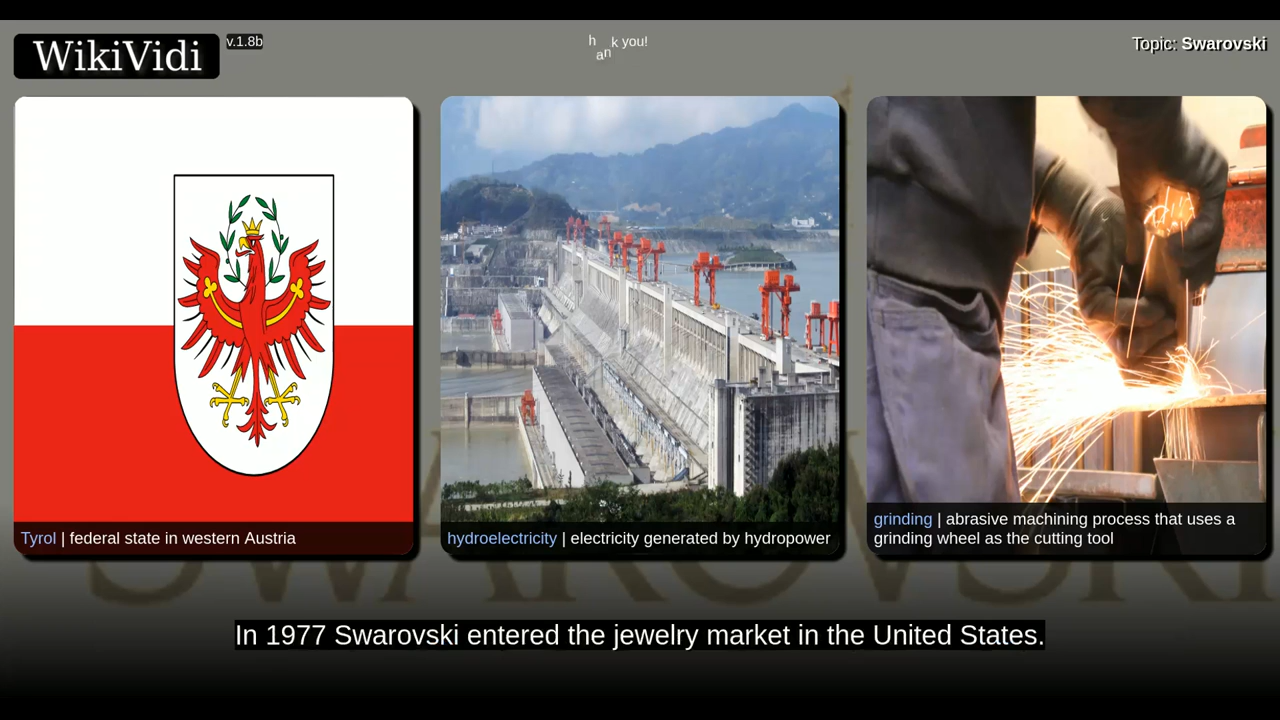 WikiVidi
v.1.8b
hank you!
Topic: Swarovski
Tyrol | federal state in western Austria
hydroelectricity | electricity generated by hydropower
grinding | abrasive machining process that uses a
grinding wheel as the cutting tool
SWAROVSKI
In 1977 Swarovski entered the jewelry market in the United States.